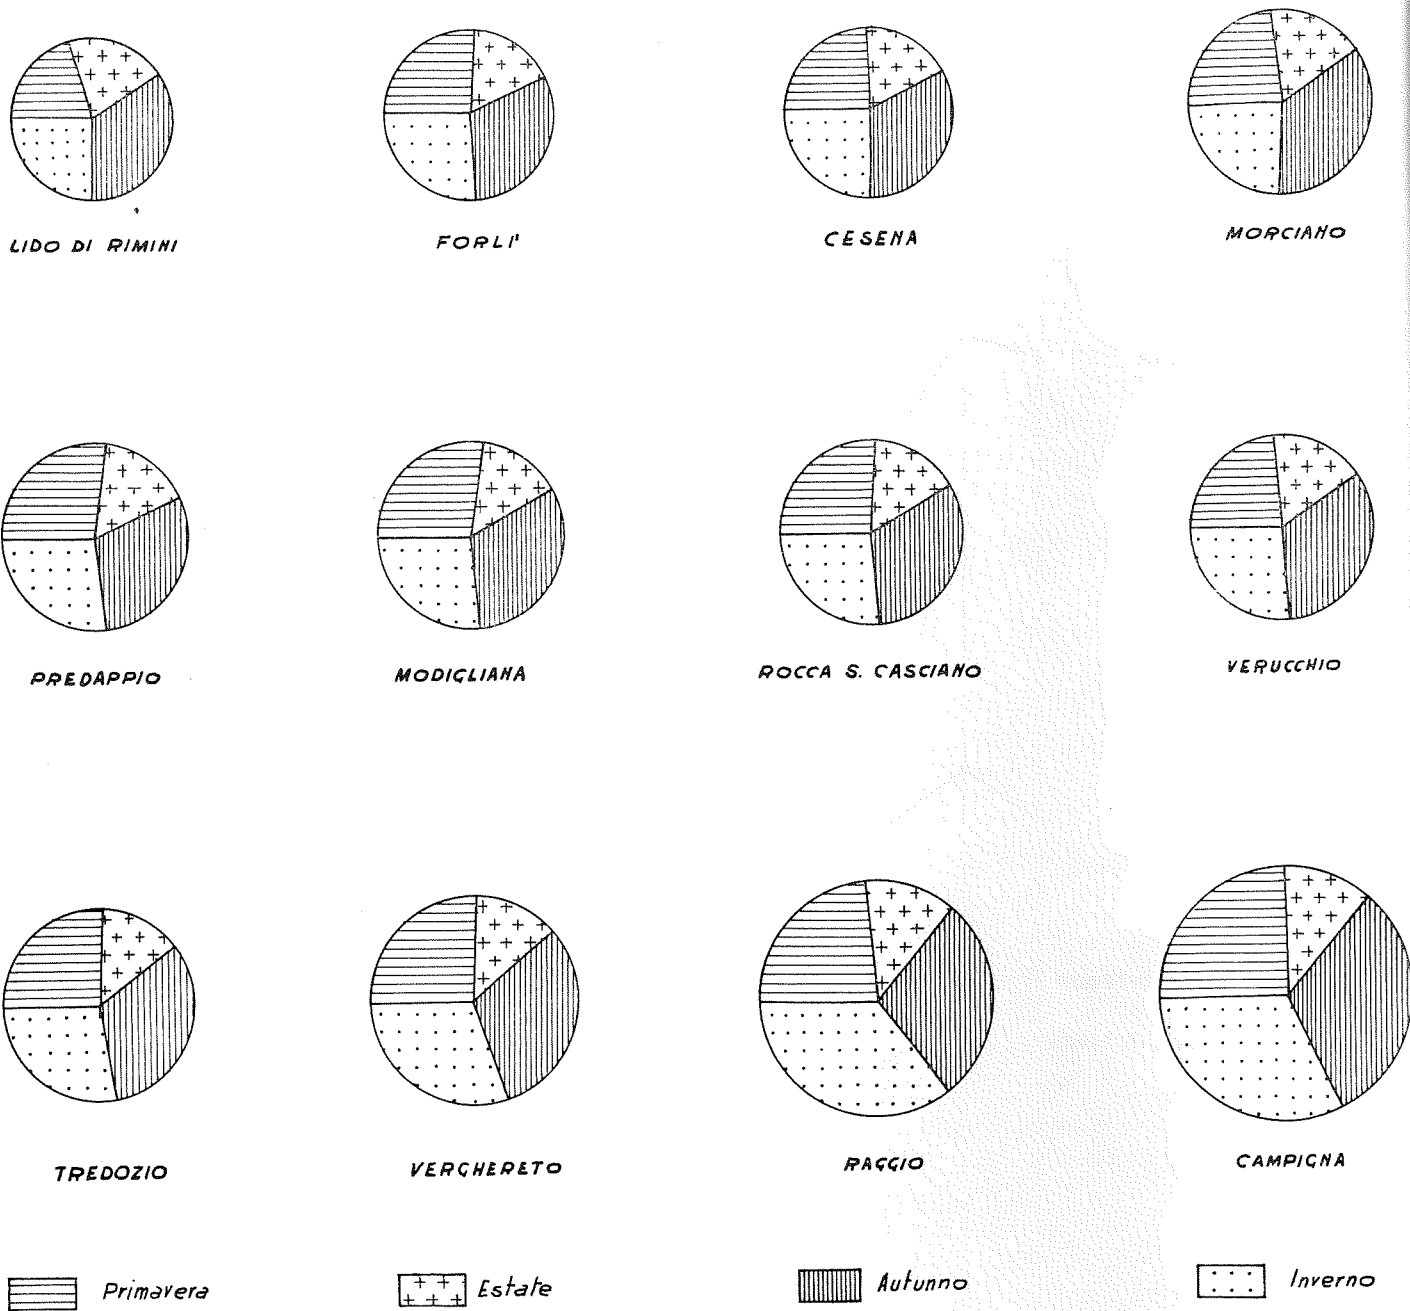 LIDO DI RIMINI
FORLI'
CESENA
MORCIANO
PREDAPPIO
MODIGLIANA
ROCCA S. CASCIANO
VERUCCHIO
TREDOZIO
VERGHERETO
RAGGIO
CAMPIGNA
Primavera
Estate
Autunno
Inverno